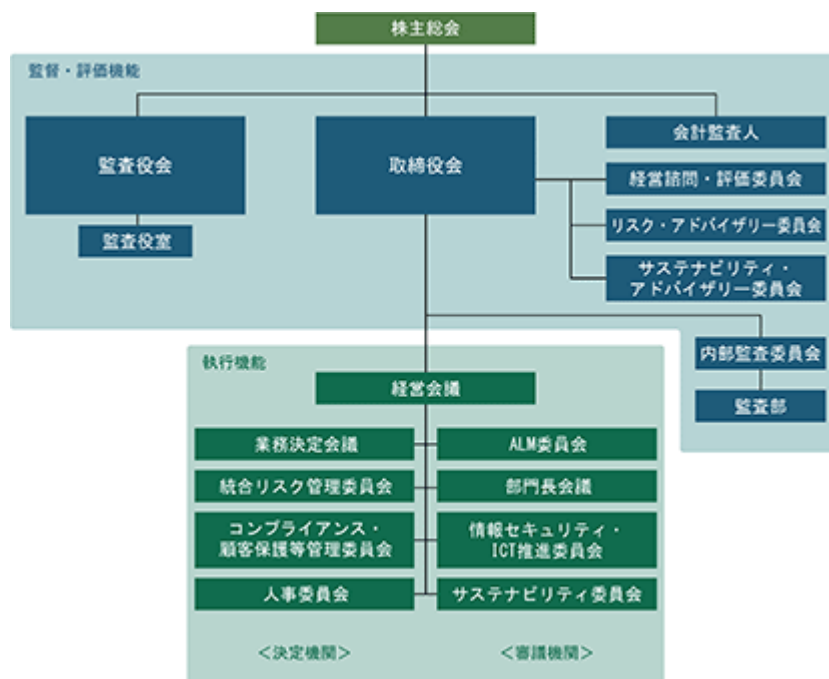 株主総会
監督・評価機能
監査役会
取締役会
会計監査人
経営諮問・評価委員会
監査役室
リスク・アドバイザリー委員会
サステナビリティ・
アドバイザリー委員会
内部監査委員会
監査部
執行機能
経営会議
業務決定会議
ALM委員会
統合リスク管理委員会
部門長会議
コンプライアンス・
顧客保護等管理委員会
情報セキュリティ・
ICT推進委員会
人事委員会
サステナビリティ委員会
<決定機関>
<審議機関>